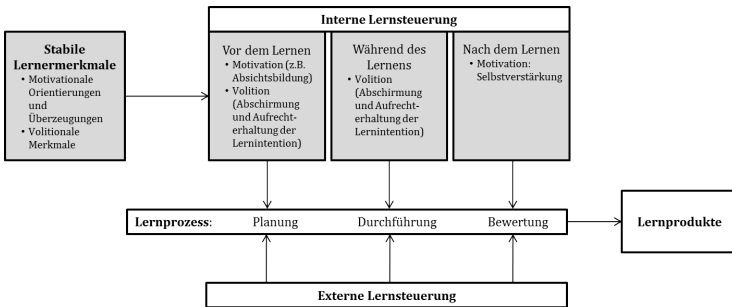 Interne Lernsteuerung
Stabile
Lernermerkmale
• Motivationale
Orientierungen
und
Überzeugungen
• Volitionale
Merkmale
Vor dem Lernen
• Motivation (z.B.
Absichtsbildung)
• Volition
(Abschirmung
und Aufrecht-
erhaltung der
Lernintention)
Während des
Lernens
• Volition
(Abschirmung
und Aufrecht-
erhaltung der
Lernintention)
Nach dem Lernen
• Motivation:
Selbstverstärkung
Lernprozess: Planung Durchführung Bewertung
Lernprodukte
Externe Lernsteuerung